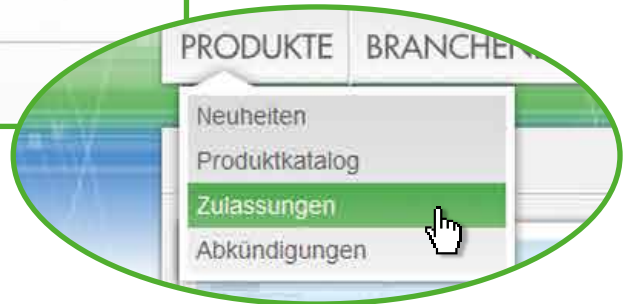 PRODUKTE
Neuheiten
Produktkatalog
Zulassungen
Abkündigungen